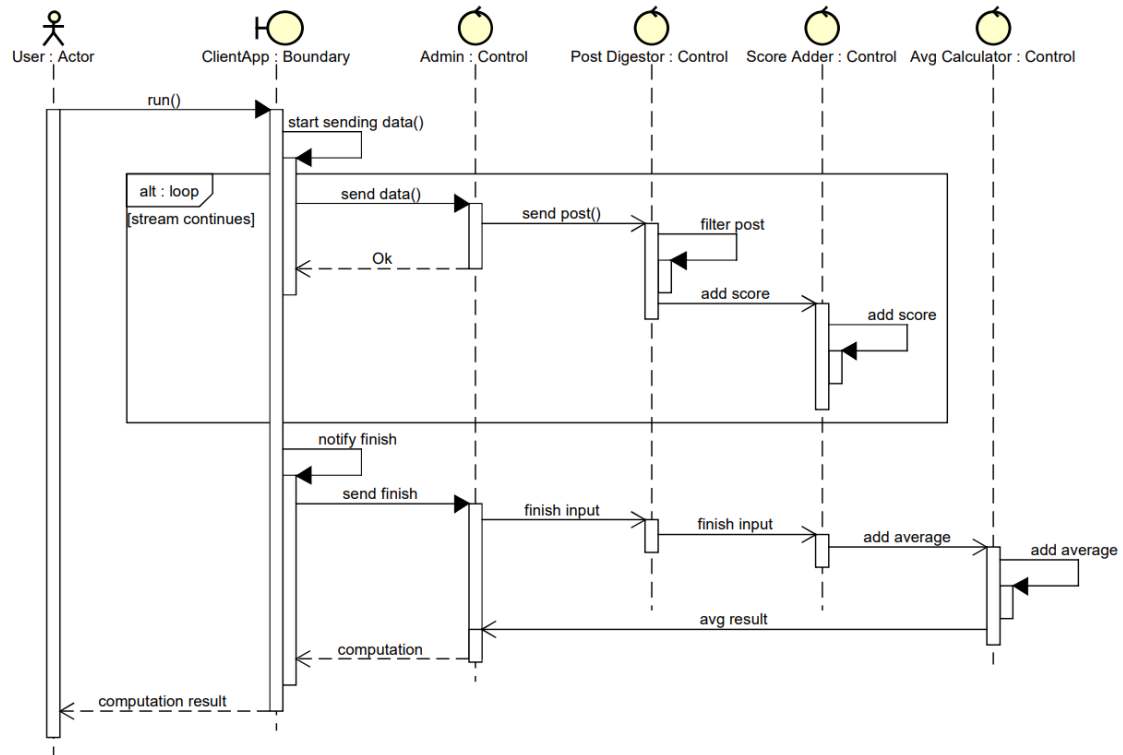 User : Actor
ClientApp : Boundary
Admin : Control
Post Digestor : Control
Score Adder : Control
Avg Calculator : Control
run()
start sending data()
alt : loop
[stream continues]
send data()
send post()
filter post
Ok
add score
add score
notify finish
send finish
finish input
finish input
add average
add average
avg result
computation
computation result